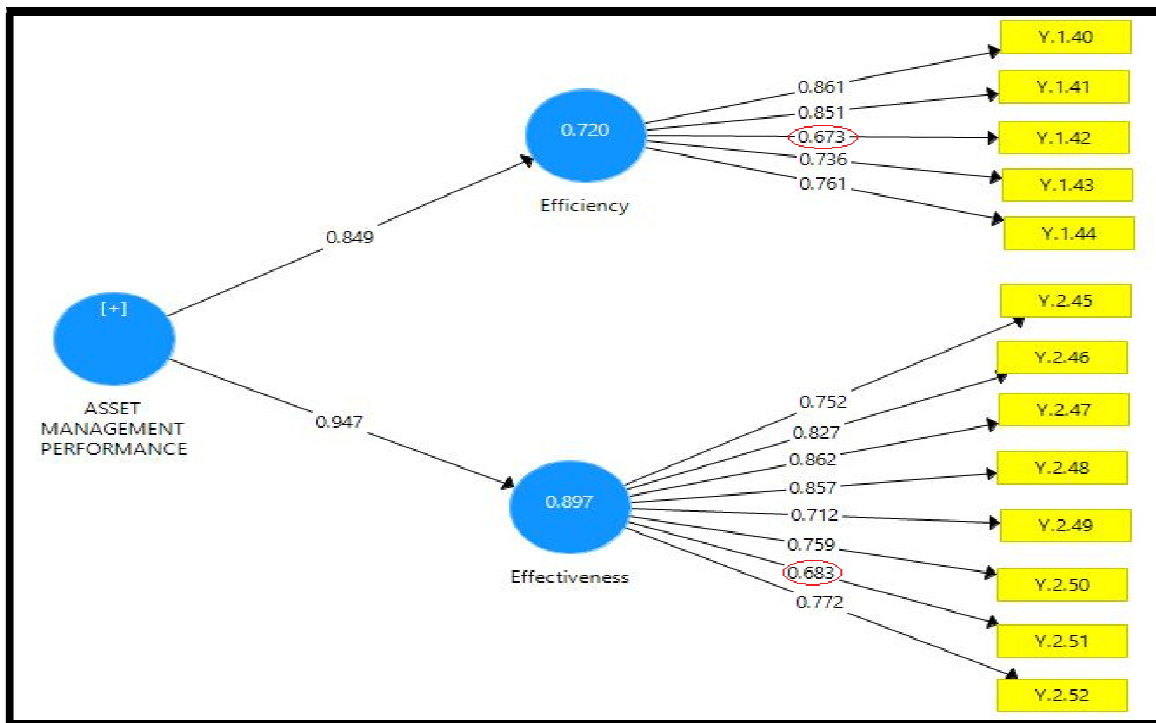 Y.1.40
0.861
Y.1.41
0.851
0.720
0.673
Y.1.42
0.736
Y.1.43
0.761
Efficiency
Y.1.44
0.849
[+]
ASSET
MANAGEMENT
PERFORMANCE
Y.2.45
Y.2.46
0.752
0.947
Y.2.47
0.827
0.862
Y.2.48
0.857
0.897
0.712
Y.2.49
0.759
Effectiveness
0.683
Y.2.50
0.772
Y.2.51
Y.2.52